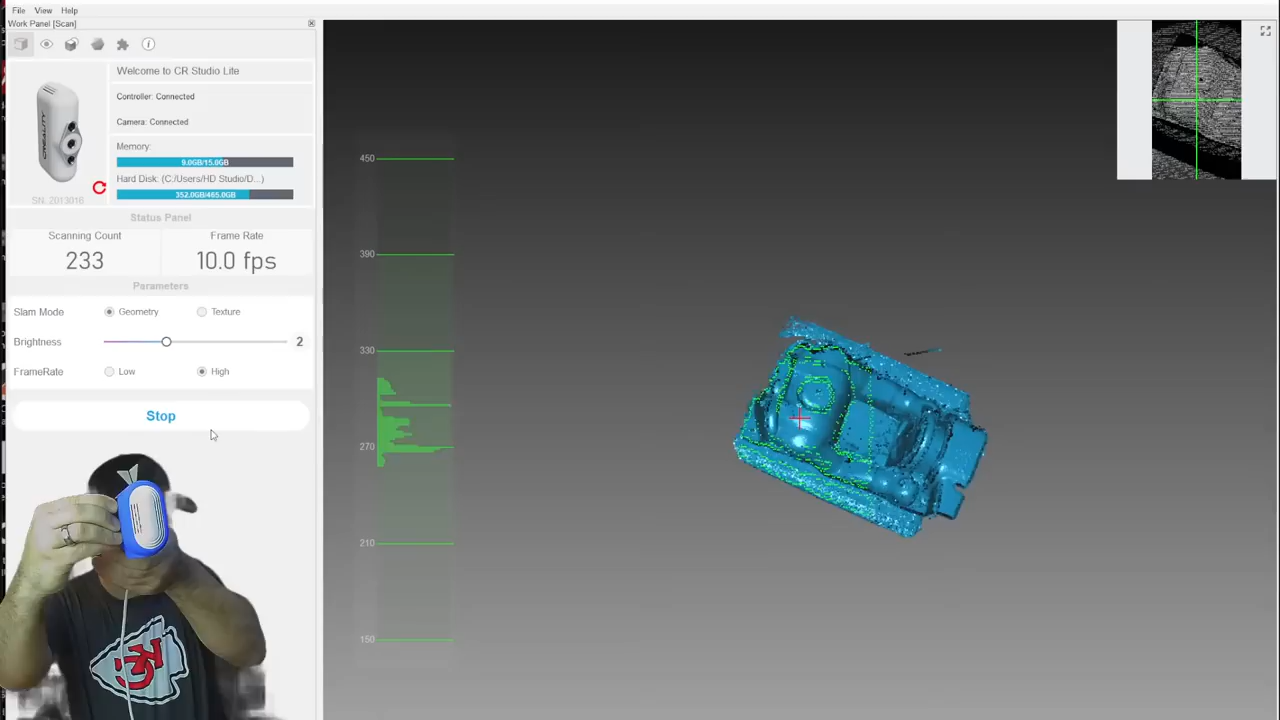 File View Help
Work Panel [Scan]
Welcome to CR Studio Lite
Controller: Connected
Camera: Connected
Memory:
9.0GB/15.0GB
Hard Disk: (C:/Users/HD Studio/D...)
352.0GB/465.0GB
CREALITY
SN: 2013016
Status Panel
Scanning Count Frame Rate
233 10.0 fps
Parameters
Slam Mode Geometry Texture
Brightness 2
FrameRate Low High
Stop
450
390
330
270
210
150
KC